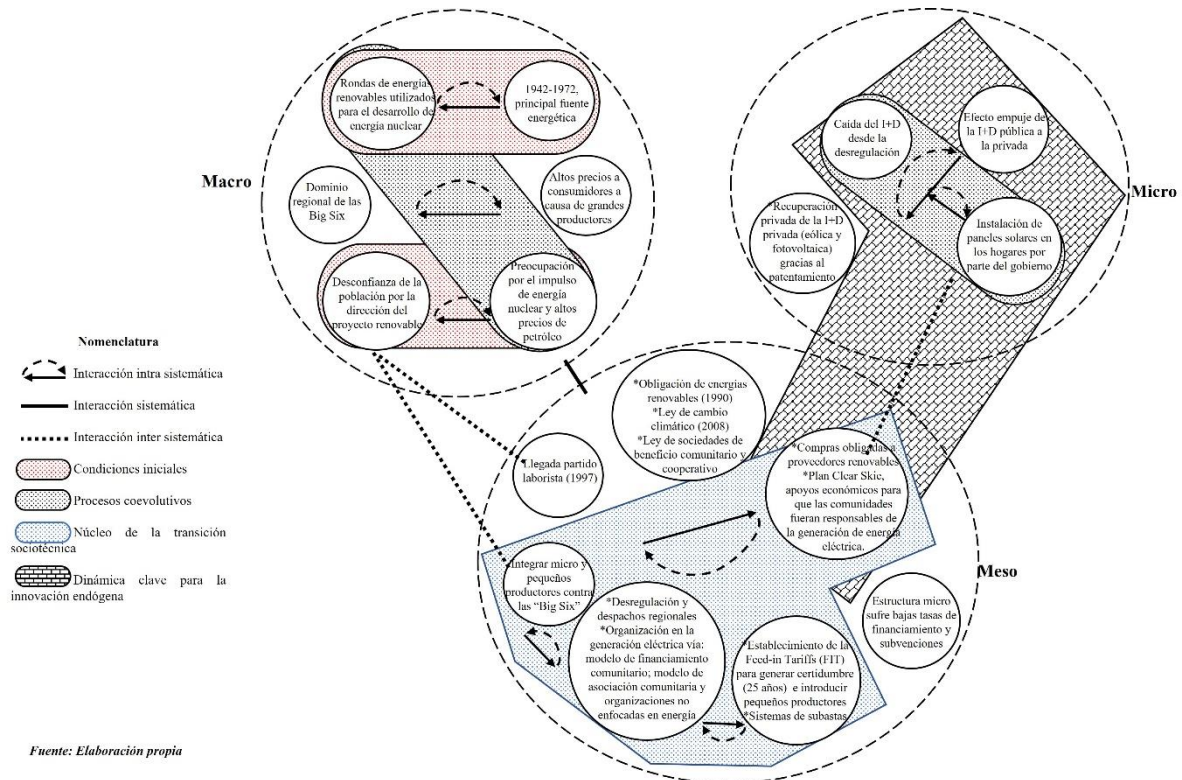 Macro
Rondas de energías
renovables utilizados
para el desarrollo de
energía nuclear
1942-1972,
principal fuente
energética
Dominio
regional de las
Big Six
Altos precios a
consumidores a
causa de grandes
productores
Desconfianza de la
población por la
dirección del
proyecto renovable
Preocupación
por el impulso
de energía
nuclear y altos
precios de
petróleo
Micro
Caída del I+D
desde la
desregulación
Efecto empuje de
la I+D pública a
la privada
*Recuperación
privada de la I+D
privada (eólica y
fotovoltaica)
gracias al
patentamiento
Instalación de
paneles solares en
los hogares por
parte del gobierno
Nomenclatura
Interacción intra sistemática
Interacción sistemática
Interacción inter sistemática
Condiciones iniciales
Procesos coevolutivos
Núcleo de la transición
sociotécnica
Dinámica clave para la
innovación endógena
Meso
*Obligación de energías
renovables (1990)
*Ley de cambio
climático (2008)
*Ley de sociedades de
beneficio comunitario y
cooperativo
Llegada partido
laborista (1997)
*Compras obligadas a
proveedores renovables
*Plan Clear Skie,
apoyos económicos para
que las comunidades
fueran responsables de
la generación de energía
eléctrica.
Integrar micro y
pequeños
productores contra
las “Big Six”
*Desregulación y
despachos regionales
*Organización en la
generación eléctrica vía:
modelo de financiamiento
comunitario; modelo de
asociación comunitaria y
organizaciones no
enfocadas en energía
*Establecimiento de la
Feed-in Tariffs (FIT)
para generar certidumbre
(25 años) e introducir
pequeños productores
*Sistemas de subastas
Estructura micro
sufre bajas tasas de
financiamiento y
subvenciones
Fuente: Elaboración propia